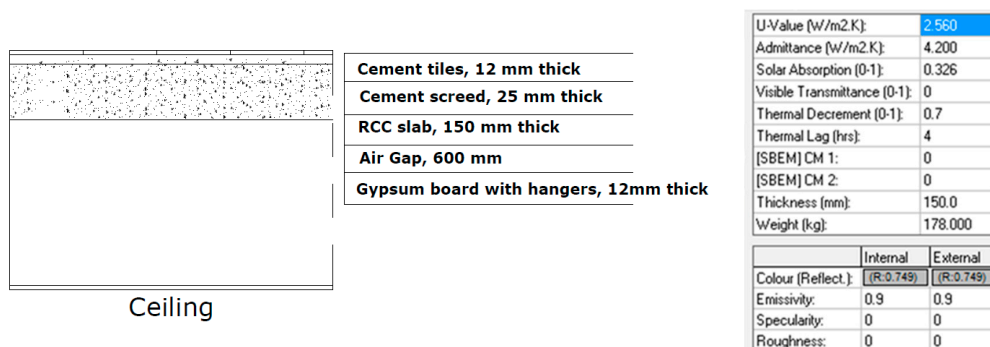 Cement tiles, 12 mm thick
Cement screed, 25 mm thick
RCC slab, 150 mm thick
Air Gap, 600 mm
Gypsum board with hangers, 12mm thick
Ceiling
U-Value (W/m2.K): 2.560
Admittance (W/m2.K): 4.200
Solar Absorption (0-1): 0.326
Visible Transmittance (0-1): 0
Thermal Decrement (0-1): 0.7
Thermal Lag (hrs): 4
[SBEM] CM 1: 0
[SBEM] CM 2: 0
Thickness (mm): 150.0
Weight (kg): 178.000
Internal External
Colour (Reflect.): (R:0.749) (R:0.749)
Emissivity: 0.9 0.9
Specularity: 0 0
Roughness: 0 0